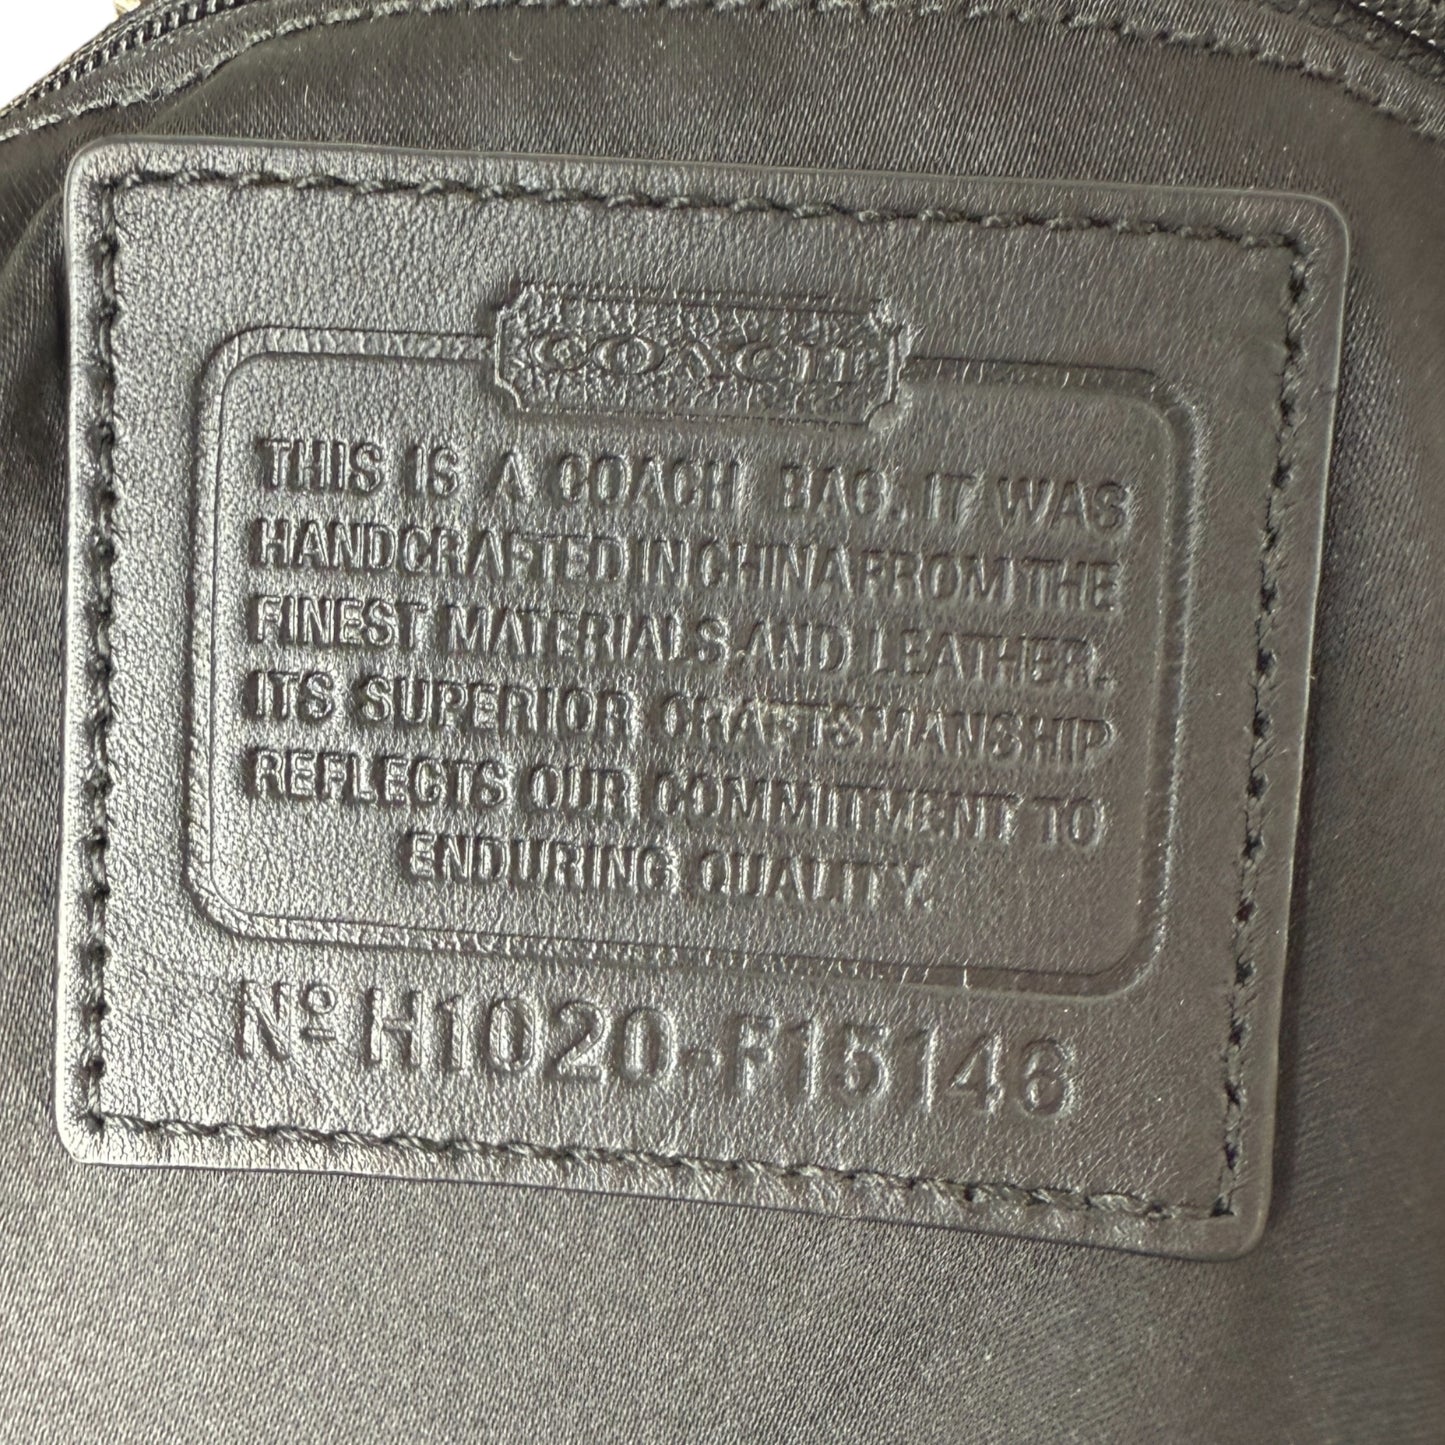 COACH
THIS IS A COACH BAG. IT WAS
HANDCRAFTED IN CHINA FROM THE
FINEST MATERIALS AND LEATHER.
ITS SUPERIOR CRAFTSMANSHIP
REFLECTS OUR COMMITMENT TO
ENDURING QUALITY.
Nº H1020-F15146